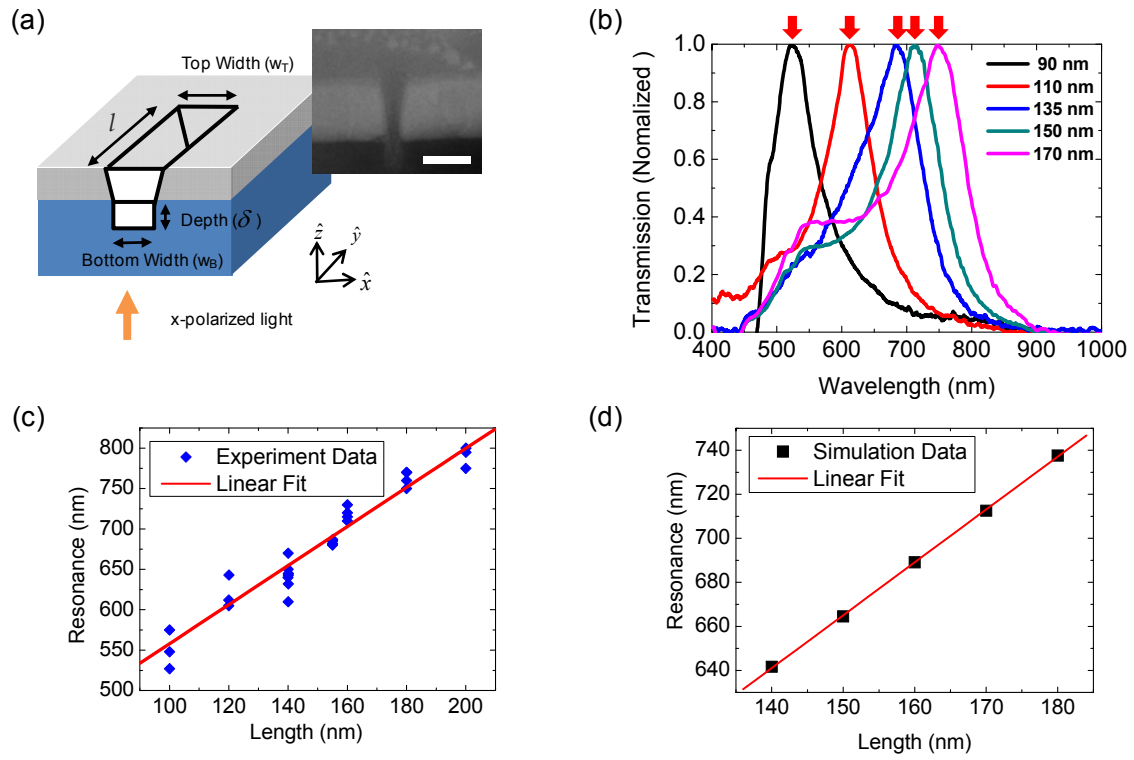 (a)
Top Width (wT)
l
Depth (δ)
Bottom Width (wB)
ẑ
ŷ
x̂
x-polarized light
(b)
Transmission (Nomalized)
1.0
0.8
0.6
0.4
0.2
0.0
400 500 600 700 800 900 1000
Wavelength (nm)
90 nm
110 nm
135 nm
150 nm
170 nm
(c)
Resonance (nm)
800
750
700
650
600
550
500
100 120 140 160 180 200
Length (nm)
Experiment Data
Linear Fit
(d)
Resonance (nm)
740
720
700
680
660
640
140 150 160 170 180
Length (nm)
Simulation Data
Linear Fit